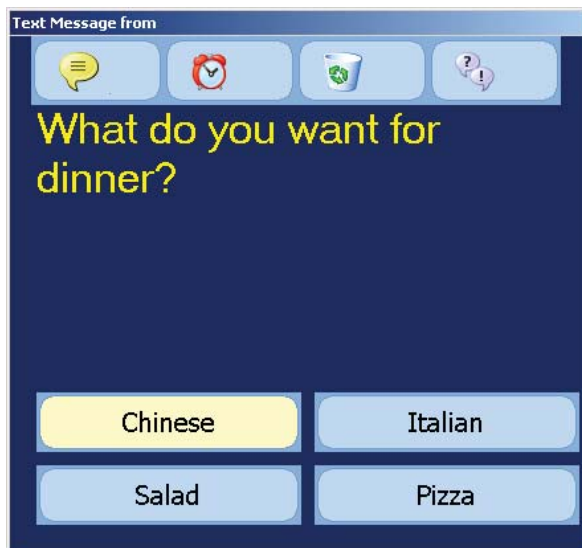 Text Message from
? !
What do you want for
dinner?
Chinese Italian
Salad Pizza